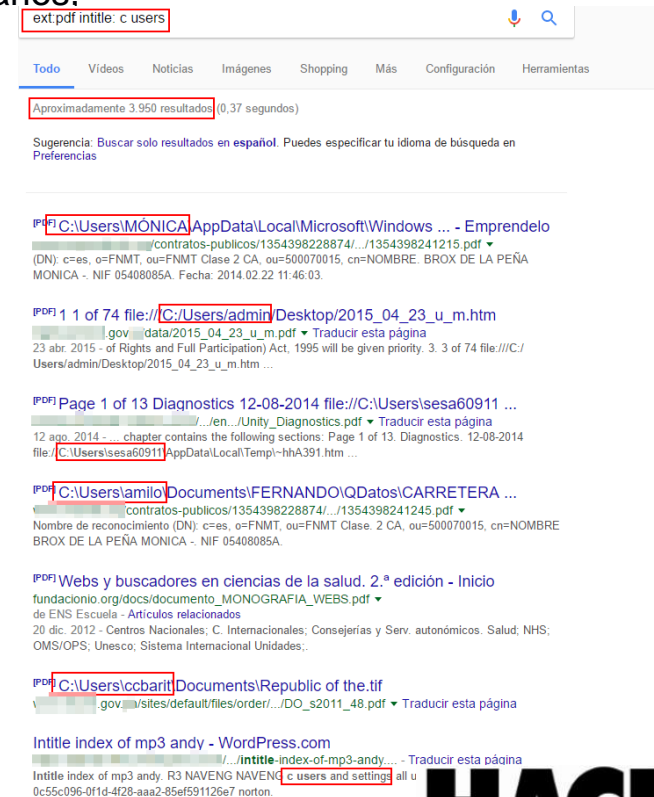 ext:pdf intitle: c users
Todo Vídeos Noticias Imágenes Shopping Más Configuración Herramientas
Aproximadamente 3.950 resultados (0,37 segundos)
Sugerencia: Buscar solo resultados en español. Puedes especificar tu idioma de búsqueda en
Preferencias
[PDF] C:\Users\MÓNICA\AppData\Local\Microsoft\Windows ... - Emprendelo
/contratos-publicos/1354398228874/.../1354398241215.pdf
(DN): c=es, o=FNMT, ou=FNMT Clase 2 CA, ou=500070015, cn=NOMBRE. BROX DE LA PEÑA
MONICA -. NIF 05408085A. Fecha: 2014.02.22 11:46:03.
[PDF] 1 1 of 74 file:///C:/Users/admin/Desktop/2015_04_23_u_m.htm
.gov /data/2015_04_23_u_m.pdf Traducir esta página
23 abr. 2015 - of Rights and Full Participation) Act, 1995 will be given priority. 3. 3 of 74 file:///C:/
Users/admin/Desktop/2015_04_23_u_m.htm ...
[PDF] Page 1 of 13 Diagnostics 12-08-2014 file://C:\Users\sesa60911 ...
/.../en.../Unity_Diagnostics.pdf Traducir esta página
12 ago. 2014 - ... chapter contains the following sections: Page 1 of 13. Diagnostics. 12-08-2014
file://C:\Users\sesa60911\AppData\Local\Temp\~hhA391.htm ...
[PDF] C:\Users\amilo\Documents\FERNANDO\QDatos\CARRETERA ...
/contratos-publicos/1354398228874/.../1354398241245.pdf
Nombre de reconocimiento (DN): c=es, o=FNMT, ou=FNMT Clase. 2 CA, ou=500070015, cn=NOMBRE
BROX DE LA PEÑA MONICA -. NIF 05408085A.
[PDF] Webs y buscadores en ciencias de la salud. 2.ª edición - Inicio
fundacionio.org/docs/documento_MONOGRAFIA_WEBS.pdf
de ENS Escuela - Artículos relacionados
20 dic. 2012 - Centros Nacionales; C. Internacionales; Consejerías y Serv. autonómicos. Salud; NHS;
OMS/OPS; Unesco; Sistema Internacional Unidades;.
[PDF] C:\Users\ccbarit\Documents\Republic of the.tif
.gov. /sites/default/files/order/.../DO_s2011_48.pdf Traducir esta página
Intitle index of mp3 andy - WordPress.com
/.../intitle-index-of-mp3-andy.... - Traducir esta página
Intitle index of mp3 andy. R3 NAVENG NAVENG c users and settings all u
0c55c096-0f1d-4f28-aaa2-85ef591126e7 norton.